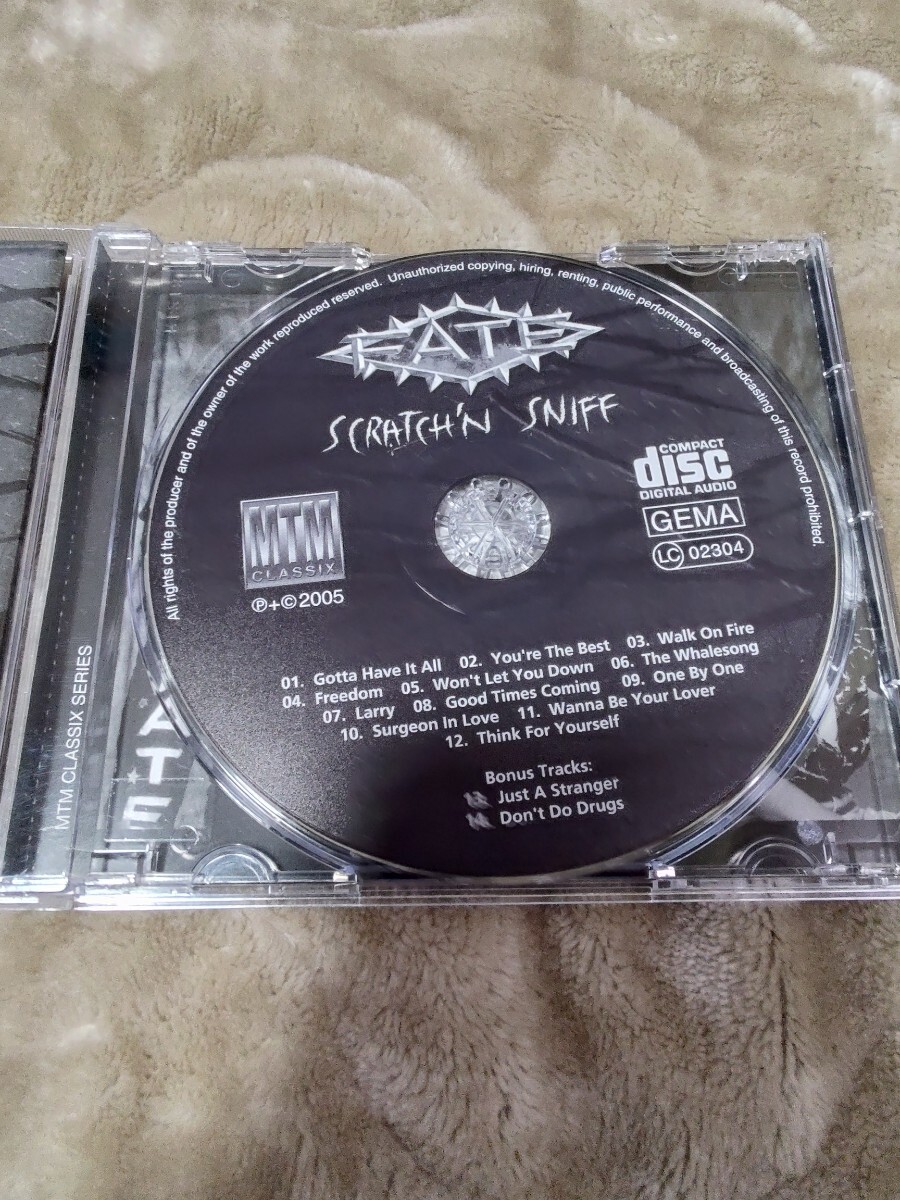 All rights of the producer and of the owner of the work reproduced reserved. Unauthorized copying, hiring, renting, public performance and broadcasting of this record prohibited.
FATE
SCRATCH'N SNIFF
COMPACT
disc
DIGITAL AUDIO
GEMA
LC 02304
MTM
CLASSIX
℗+©2005
01. Gotta Have It All 02. You're The Best 03. Walk On Fire
04. Freedom 05. Won't Let You Down 06. The Whalesong
07. Larry 08. Good Times Coming 09. One By One
10. Surgeon In Love 11. Wanna Be Your Lover
12. Think For Yourself
Bonus Tracks:
13. Just A Stranger
14. Don't Do Drugs
MTM CLASSIX SERIES
ATE